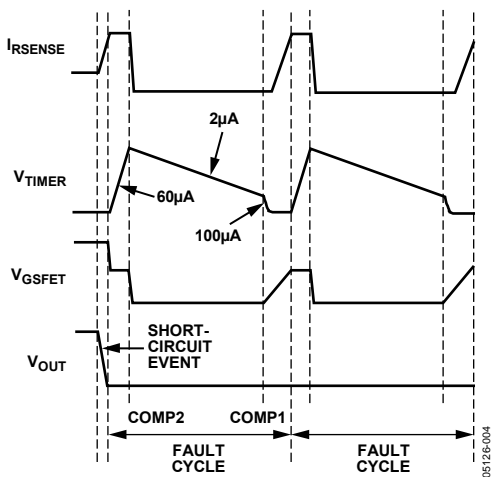 IRSENSE
2µA
VTIMER
60µA
100µA
VGSFET
SHORT-
CIRCUIT
EVENT
VOUT
COMP2 COMP1
FAULT
CYCLE
FAULT
CYCLE
05126-004